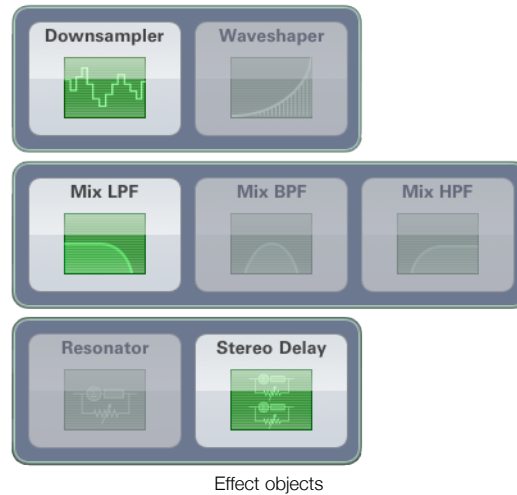 Downsampler Waveshaper
Mix LPF Mix BPF Mix HPF
Resonator Stereo Delay
Effect objects